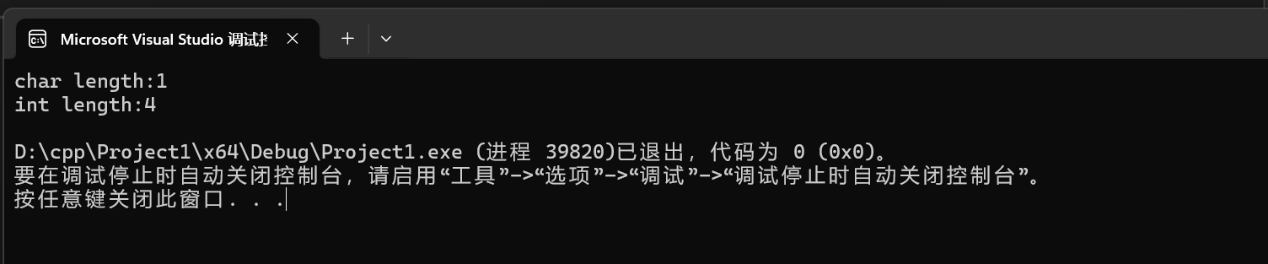 Microsoft Visual Studio 调试
char length:1
int length:4
D:\cpp\Project1\x64\Debug\Project1.exe (进程 39820)已退出，代码为 0 (0x0)。
要在调试停止时自动关闭控制台，请启用“工具”->“选项”->“调试”->“调试停止时自动关闭控制台”。
按任意键关闭此窗口. . .